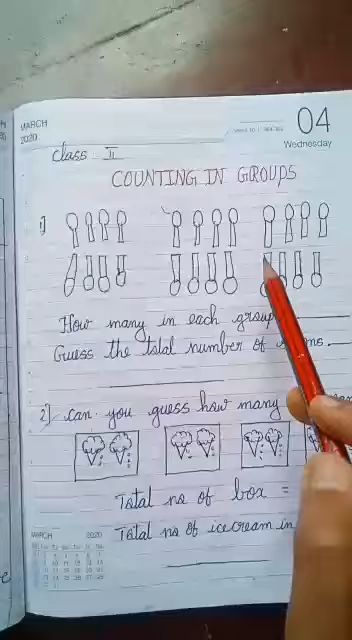 MARCH
2020
04
Wednesday
Class II
COUNTING IN GROUPS
1)
How many in each group
Guess the total number of
2) Can you guess how many
Total no of box =
Total no of icecream in
MARCH 2020